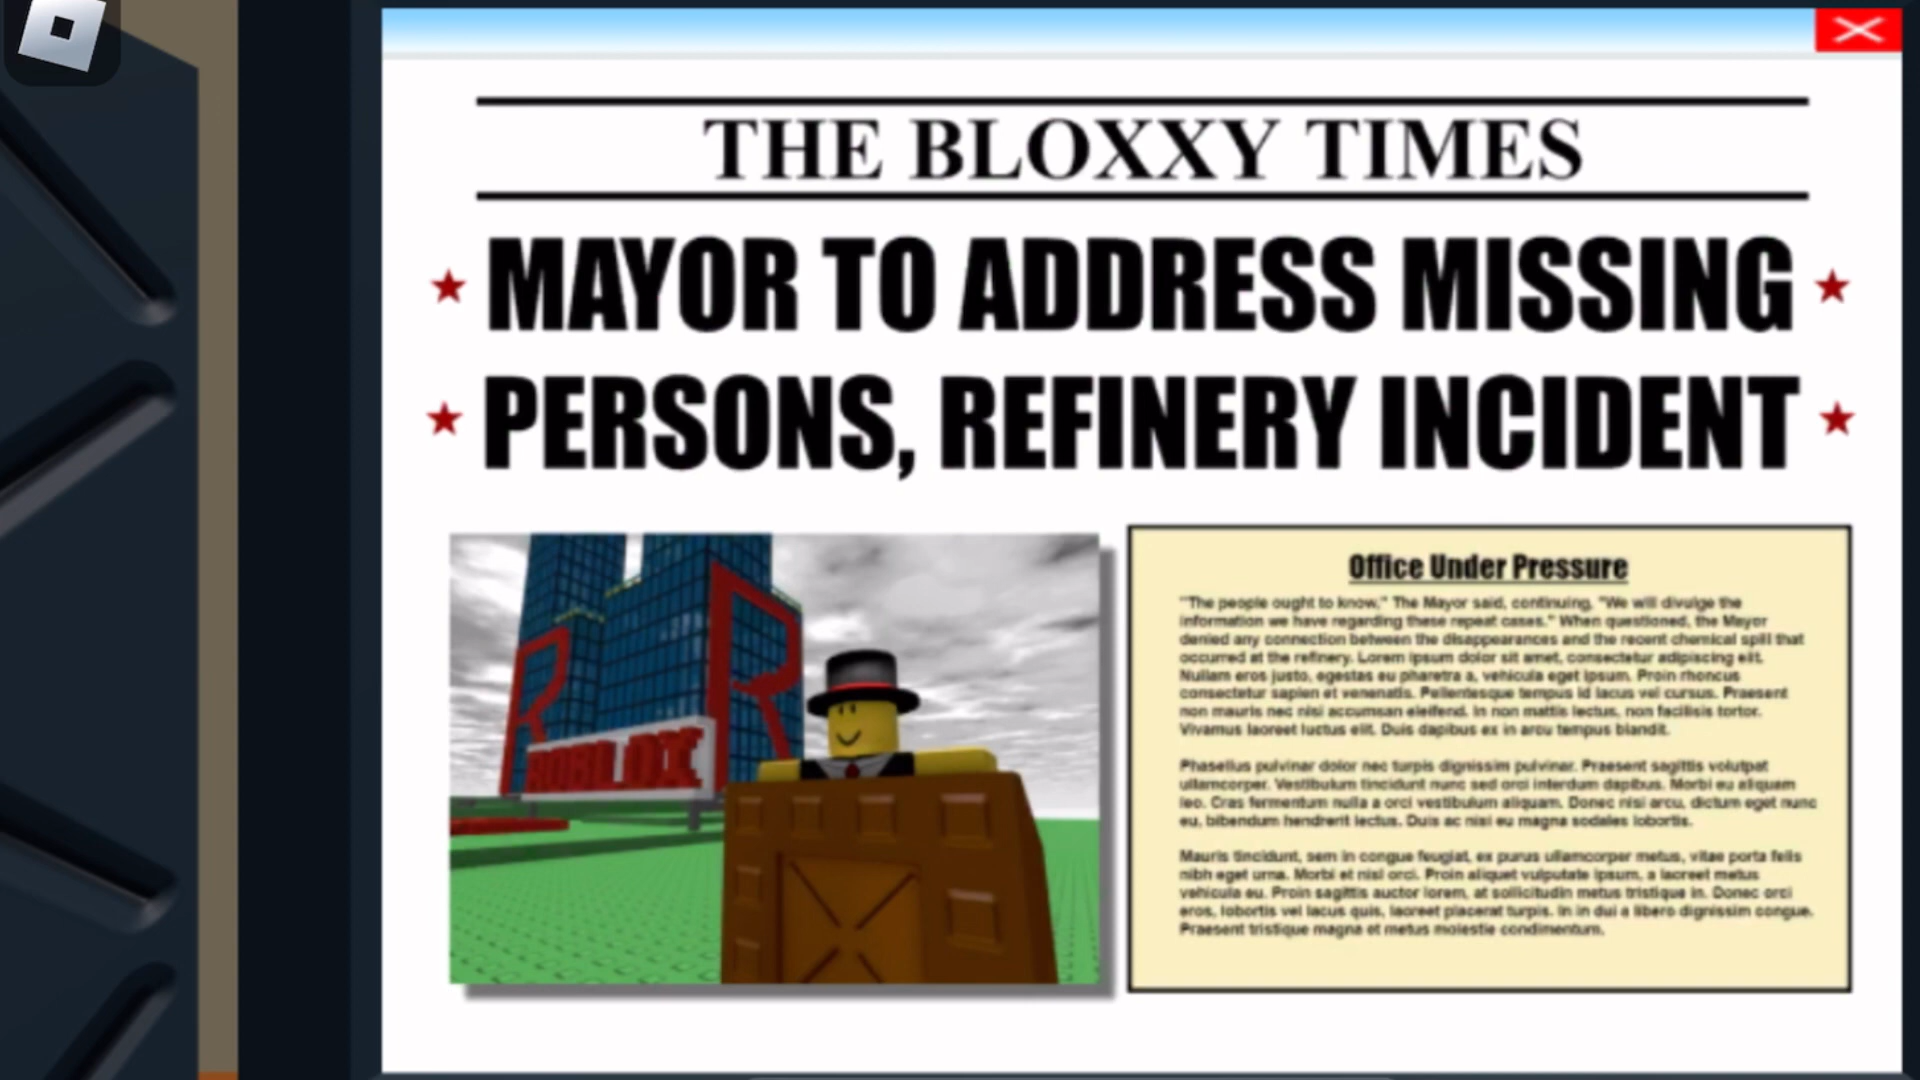 THE BLOXXY TIMES
MAYOR TO ADDRESS MISSING
PERSONS, REFINERY INCIDENT
ROBLOX
Office Under Pressure
"The people ought to know," The Mayor said, continuing, "We will divulge the
information we have regarding these repeat cases." When questioned, the Mayor
denied any connection between the disappearances and the recent chemical spill that
occurred at the refinery. Lorem ipsum dolor sit amet, consectetur adipiscing elit.
Nullam eros justo, egestas eu pharetra a, vehicula eget ipsum. Proin rhoncus
consectetur sapien et venenatis. Pellentesque tempus id lacus vel cursus. Praesent
non mauris nec nisi accumsan eleifend. In non mattis lectus, non facilisis tortor.
Vivamus laoreet luctus elit. Duis dapibus ex in arcu tempus blandit.
Phasellus pulvinar dolor nec turpis dignissim pulvinar. Praesent sagittis volutpat
ullamcorper. Vestibulum tincidunt nunc sed orci interdum dapibus. Morbi eu aliquam
leo. Cras fermentum nulla a orci vestibulum aliquam. Donec nisi arcu, dictum eget nunc
eu, bibendum hendrerit lectus. Duis ac nisi eu magna sodales lobortis.
Mauris tincidunt, sem in congue feugiat, ex purus ullamcorper metus, vitae porta felis
nibh eget urna. Morbi et nisl orci. Proin aliquet vulputate ipsum, a laoreet metus
vehicula eu. Proin sagittis auctor lorem, at sollicitudin metus tristique in. Donec orci
eros, lobortis vel lacus quis, laoreet placerat turpis. In in dui a libero dignissim congue.
Praesent tristique magna et metus molestie condimentum.